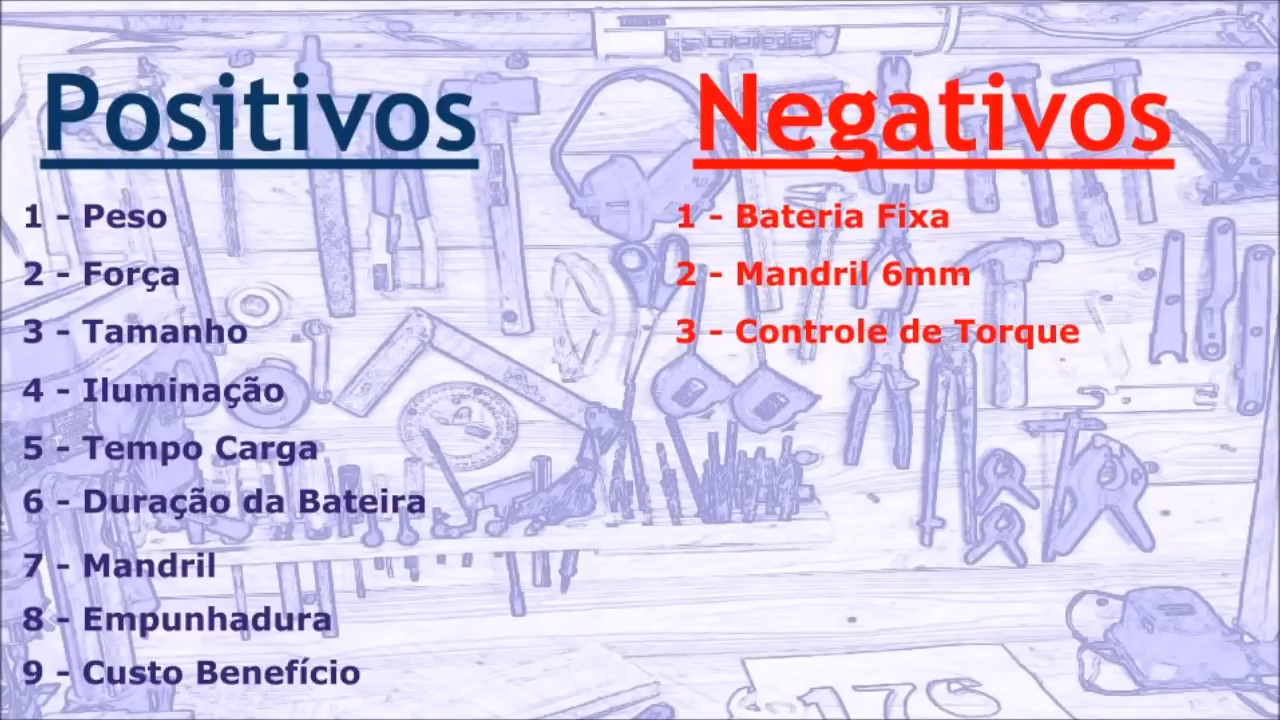 Positivos
1 - Peso
2 - Força
3 - Tamanho
4 - Iluminação
5 - Tempo Carga
6 - Duração da Bateira
7 - Mandril
8 - Empunhadura
9 - Custo Benefício
Negativos
1 - Bateria Fixa
2 - Mandril 6mm
3 - Controle de Torque
176